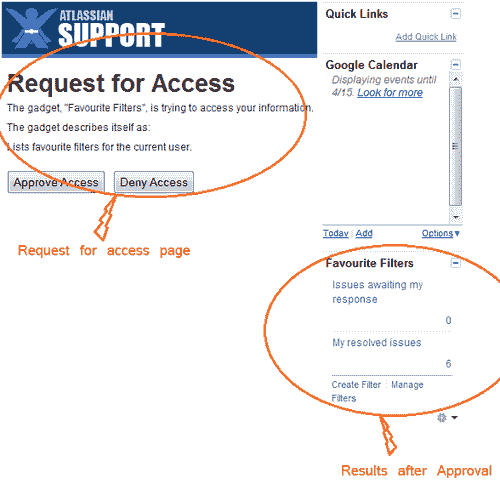 ATLASSIAN
SUPPORT
Request for Access
The gadget, "Favourite Filters", is trying to access your information.
The gadget describes itself as:
Lists favourite filters for the current user.
Approve Access Deny Access
Request for access page
Quick Links
Add Quick Link
Google Calendar
Displaying events until
4/15. Look for more
Today Add Options
Favourite Filters
Issues awaiting my
response
0
My resolved issues
6
Create Filter Manage
Filters
Results after Approval